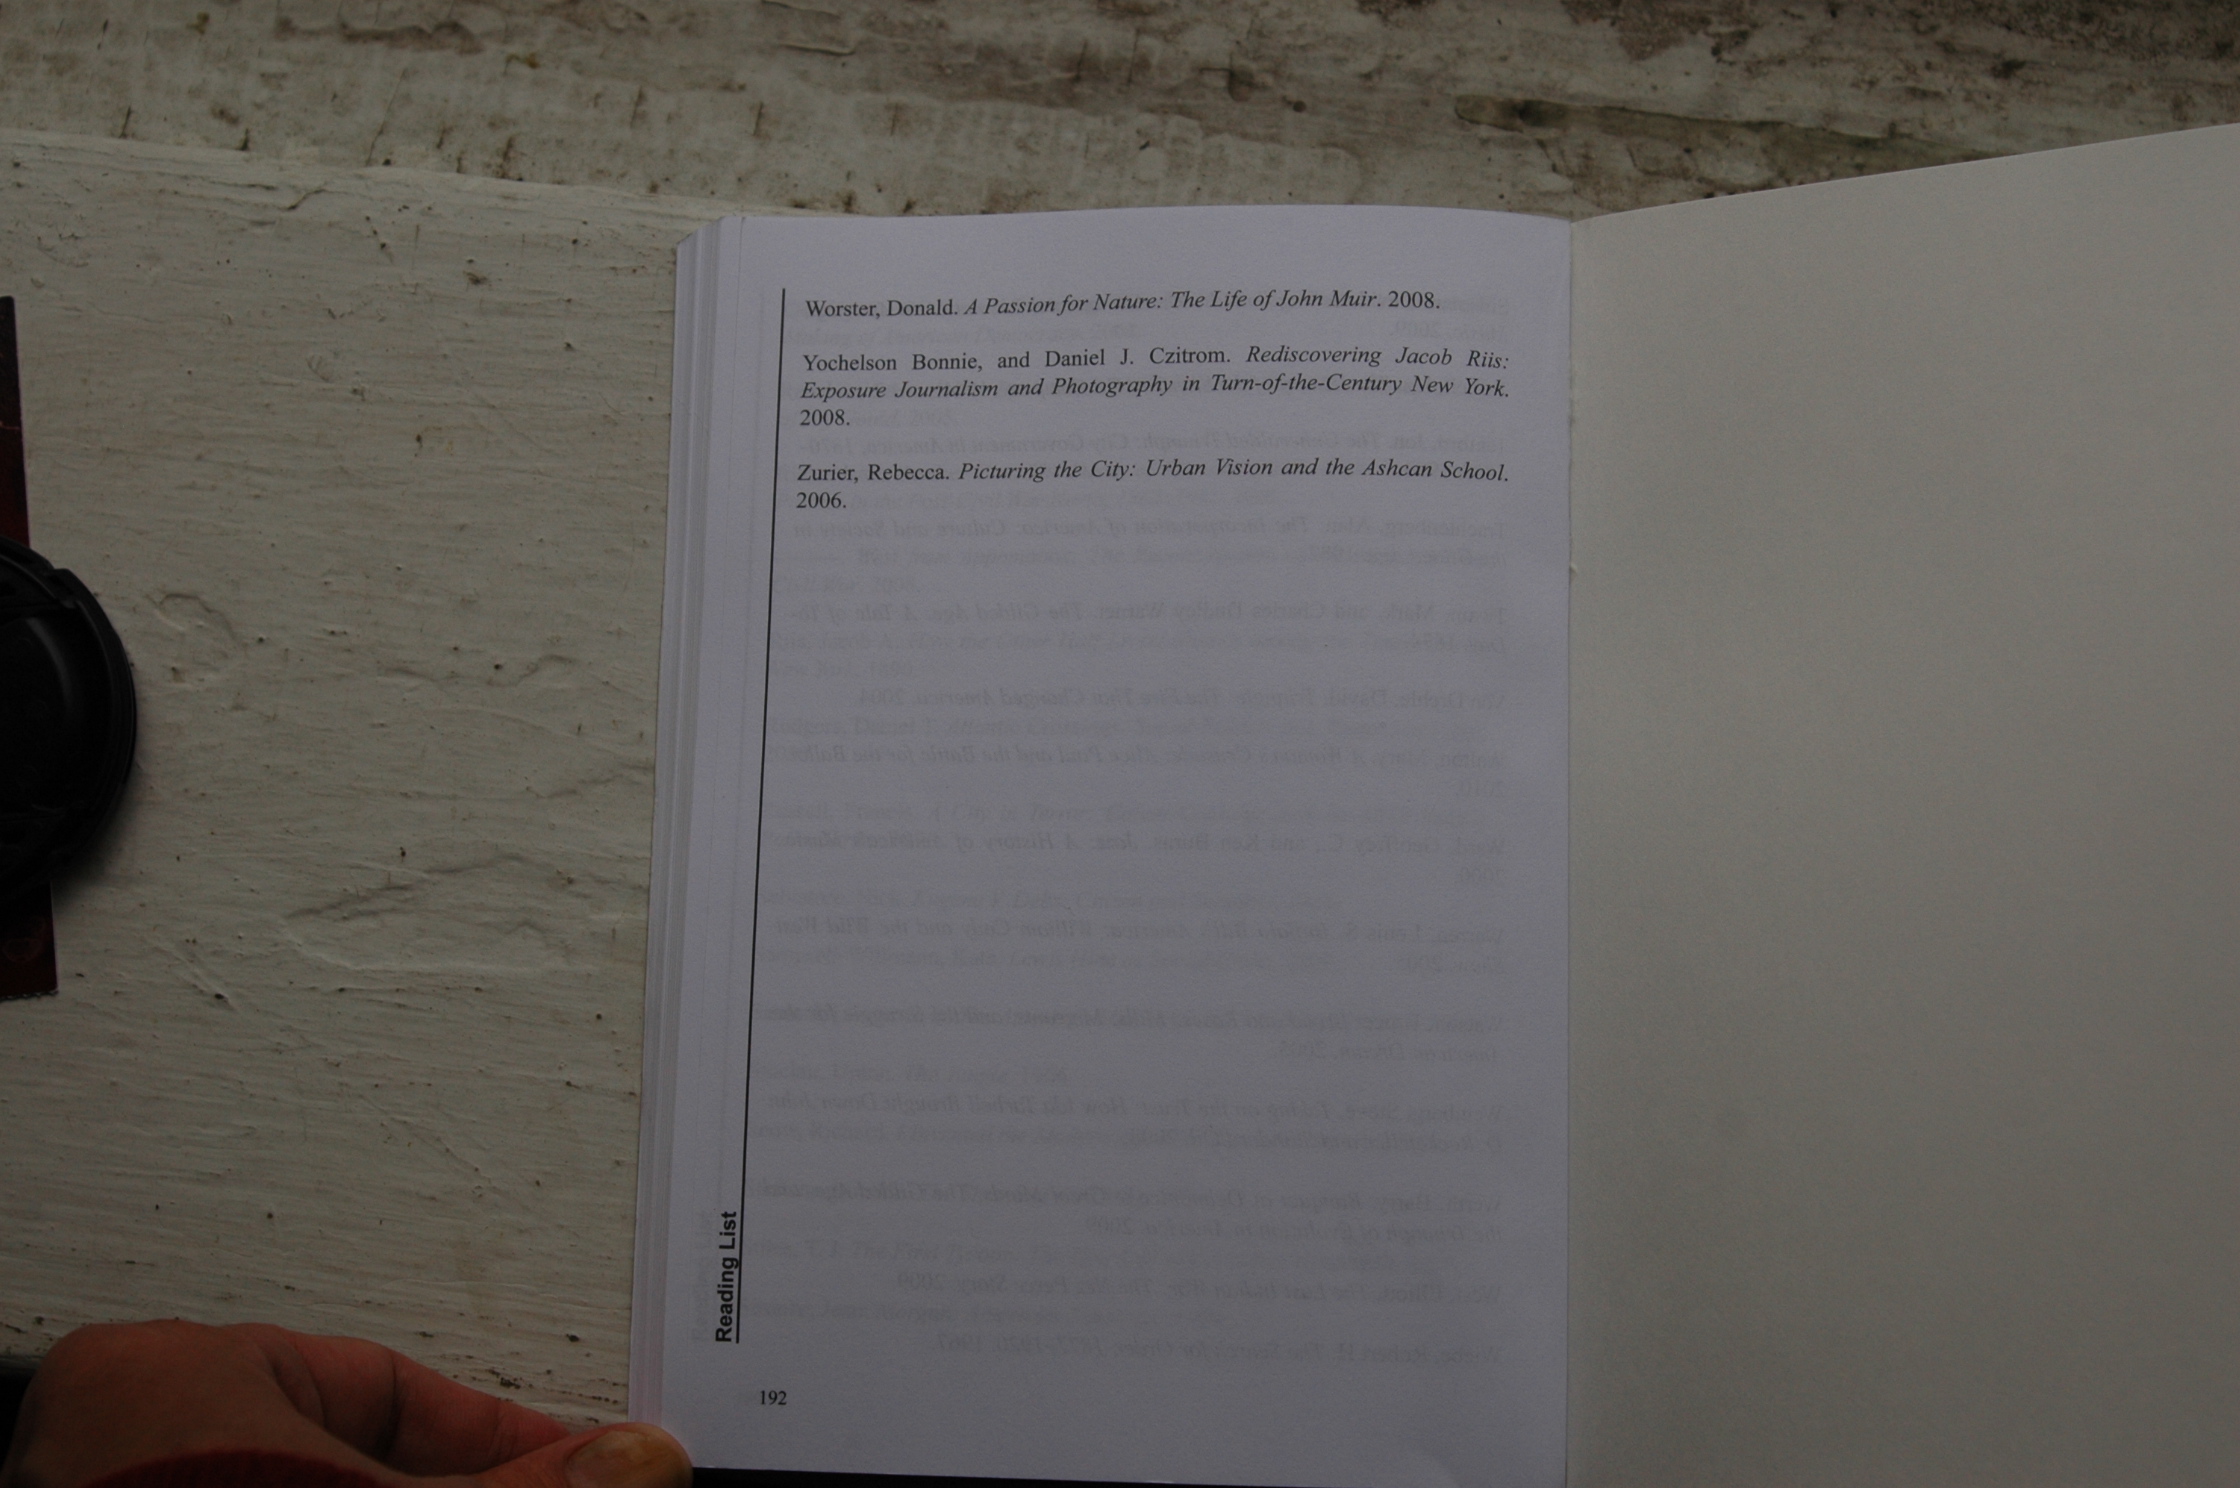 Worster, Donald. A Passion for Nature: The Life of John Muir. 2008.
Yochelson Bonnie, and Daniel J. Czitrom. Rediscovering Jacob Riis:
Exposure Journalism and Photography in Turn-of-the-Century New York.
2008.
Zurier, Rebecca. Picturing the City: Urban Vision and the Ashcan School.
2006.
Reading List
192